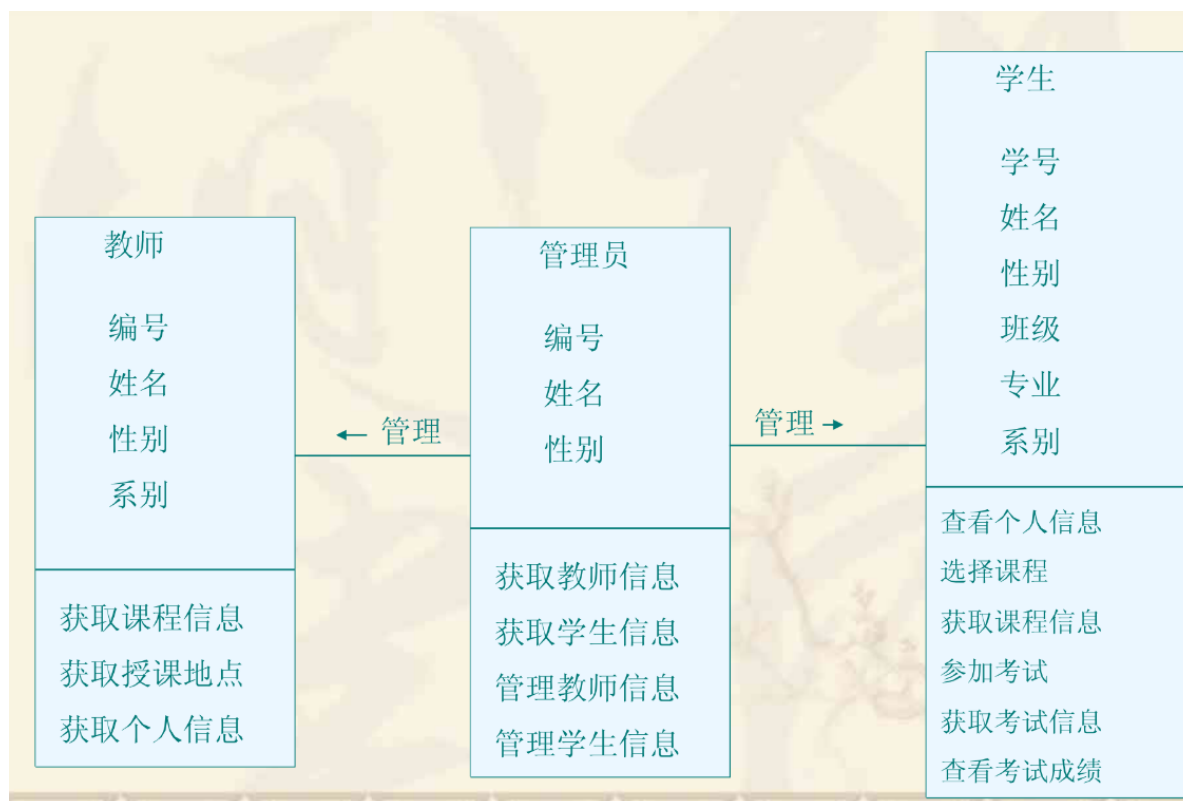 教师
编号
姓名
性别
系别
获取课程信息
获取授课地点
获取个人信息
← 管理
管理员
编号
姓名
性别
获取教师信息
获取学生信息
管理教师信息
管理学生信息
管理 →
学生
学号
姓名
性别
班级
专业
系别
查看个人信息
选择课程
获取课程信息
参加考试
获取考试信息
查看考试成绩